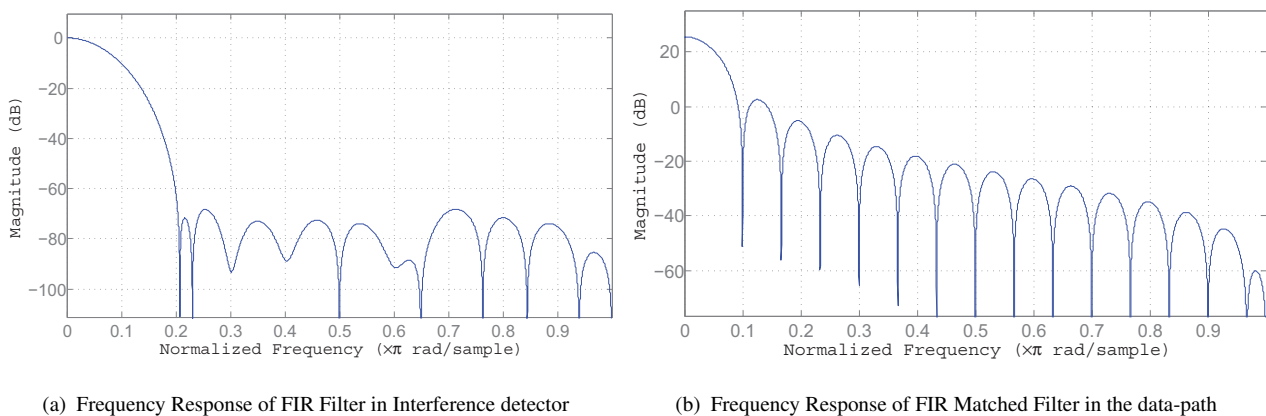 0
−20
−40
−60
−80
−100
Magnitude (dB)
0 0.1 0.2 0.3 0.4 0.5 0.6 0.7 0.8 0.9
Normalized Frequency (×π rad/sample)
(a) Frequency Response of FIR Filter in Interference detector
20
0
−20
−40
−60
Magnitude (dB)
0 0.1 0.2 0.3 0.4 0.5 0.6 0.7 0.8 0.9
Normalized Frequency (×π rad/sample)
(b) Frequency Response of FIR Matched Filter in the data-path